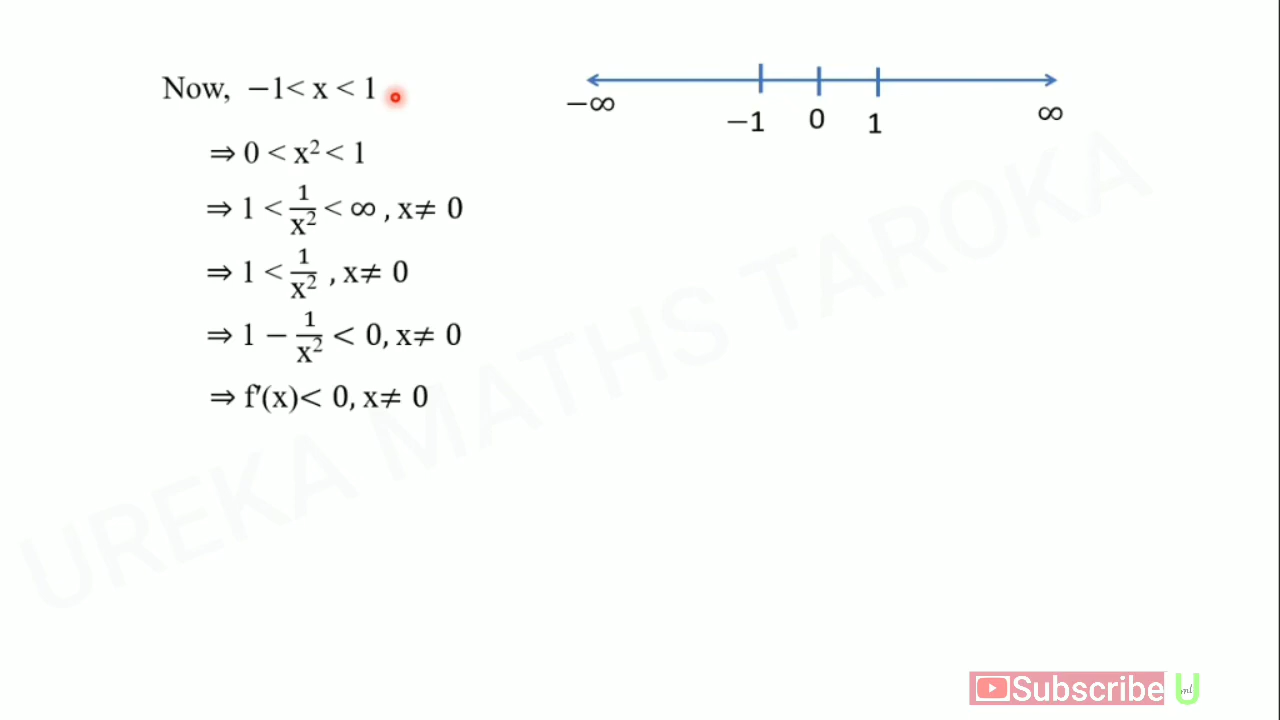 Now, −1< x < 1
⇒ 0 < x² < 1
⇒ 1 < 1/x² < ∞ , x≠ 0
⇒ 1 < 1/x² , x≠ 0
⇒ 1 − 1/x² < 0, x≠ 0
⇒ f'(x)< 0, x≠ 0
−∞ −1 0 1 ∞
UREKA MATHS TAROKA
Subscribe U